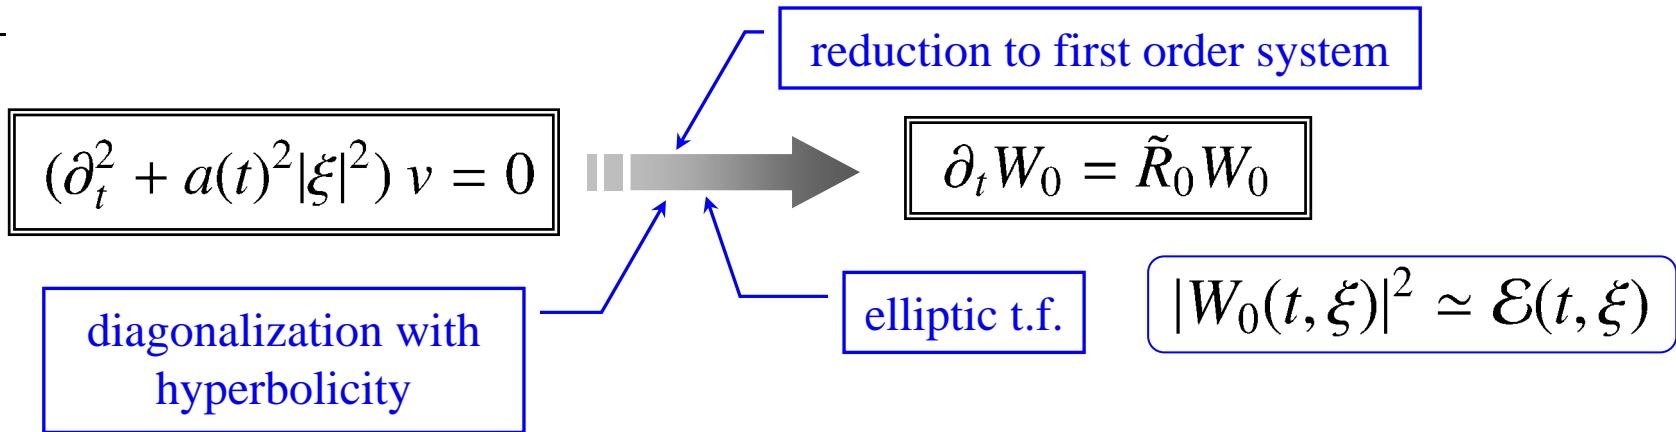 reduction to first order system
(∂_t^2 + a(t)^2|ξ|^2) v = 0
∂_t W_0 = \tilde{R}_0 W_0
diagonalization with
hyperbolicity
elliptic t.f.
|W_0(t, ξ)|^2 ≃ ℰ(t, ξ)